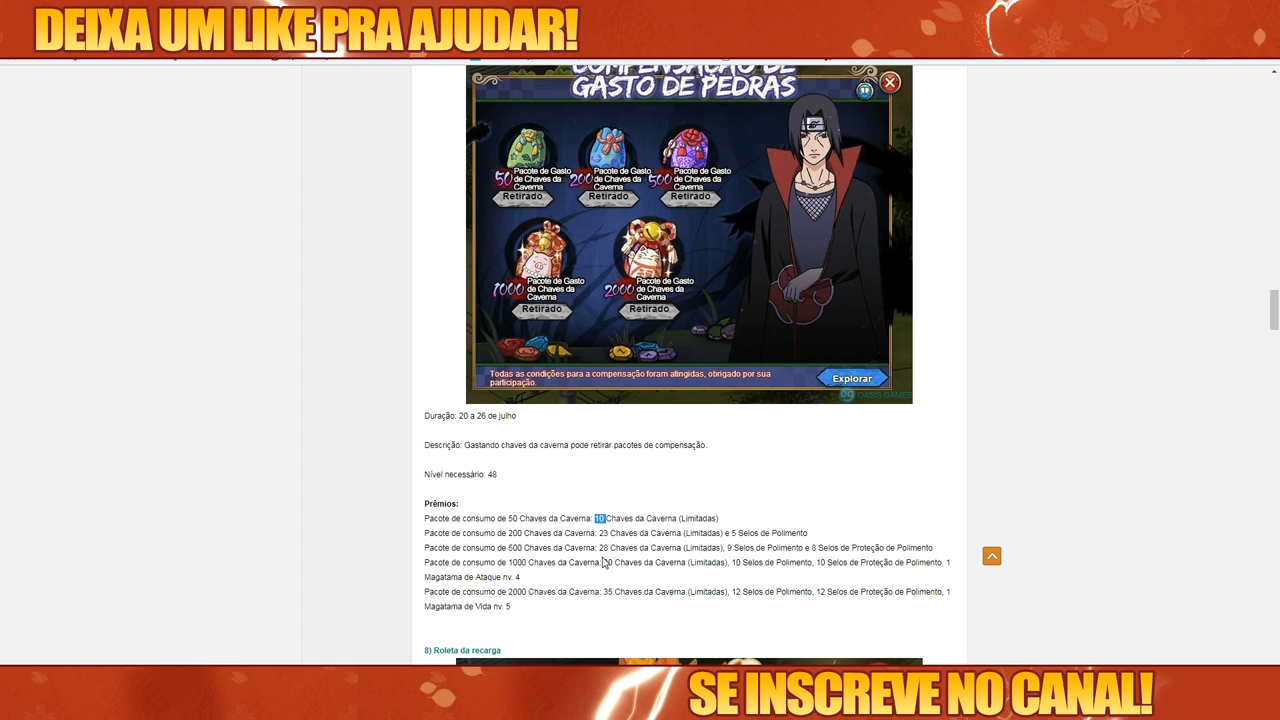 DEIXA UM LIKE PRA AJUDAR!
COMPENSAÇÃO DE
GASTO DE PEDRAS
50 Pacote de Gasto de Chaves da Caverna
Retirado
200 Pacote de Gasto de Chaves da Caverna
Retirado
500 Pacote de Gasto de Chaves da Caverna
Retirado
1000 Pacote de Gasto de Chaves da Caverna
Retirado
2000 Pacote de Gasto de Chaves da Caverna
Retirado
Todas as condições para a compensação foram atingidas, obrigado por sua
participação.
Explorar
OASIS GAMES
Duração: 20 a 26 de julho
Descrição: Gastando chaves da caverna pode retirar pacotes de compensação.
Nível necessário: 48
Prêmios:
Pacote de consumo de 50 Chaves da Caverna: 10 Chaves da Caverna (Limitadas)
Pacote de consumo de 200 Chaves da Caverna: 23 Chaves da Caverna (Limitadas) e 5 Selos de Polimento
Pacote de consumo de 500 Chaves da Caverna: 28 Chaves da Caverna (Limitadas), 9 Selos de Polimento e 8 Selos de Proteção de Polimento
Pacote de consumo de 1000 Chaves da Caverna: Chaves da Caverna (Limitadas), 10 Selos de Polimento, 10 Selos de Proteção de Polimento, 1
Magatama de Ataque nv. 4
Pacote de consumo de 2000 Chaves da Caverna: 35 Chaves da Caverna (Limitadas), 12 Selos de Polimento, 12 Selos de Proteção de Polimento, 1
Magatama de Vida nv. 5
8) Roleta da recarga
SE INSCREVE NO CANAL!